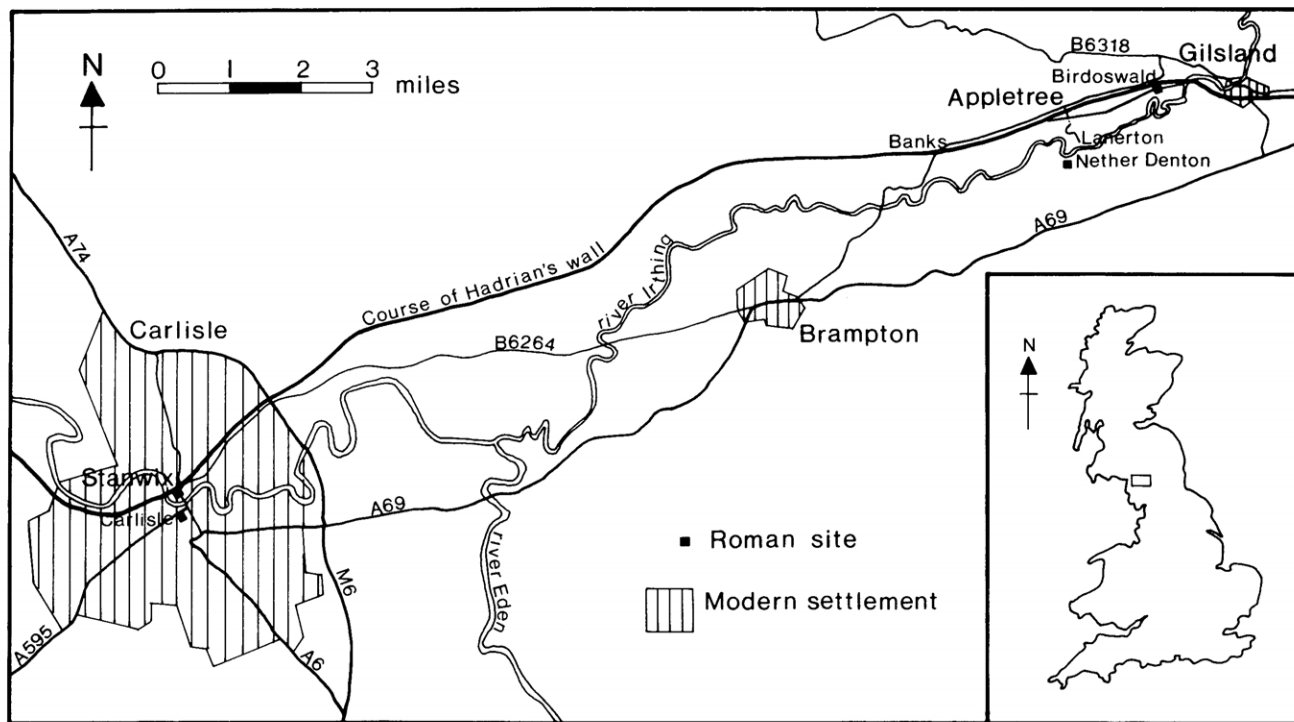 N
0 1 2 3 miles
B6318
Gilsland
Birdoswald
Appletree
Banks
Lanerton
Nether Denton
A74
A69
Course of Hadrian's wall
river Irthing
Carlisle
B6264
Brampton
N
Stanwix
Carlisle
A69
Roman site
river Eden
M6
Modern settlement
A595
A6